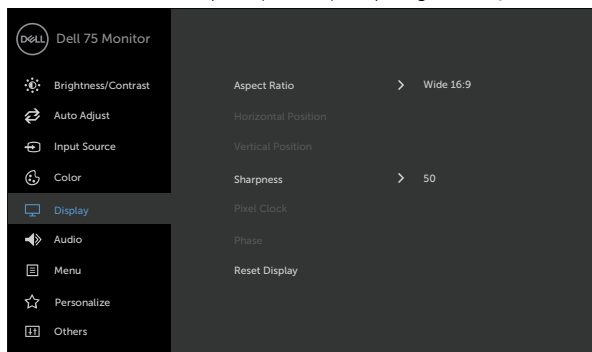 DELL Dell 75 Monitor
Brightness/Contrast Aspect Ratio Wide 16:9
Auto Adjust Horizontal Position
Input Source Vertical Position
Color Sharpness 50
Display Pixel Clock
Audio Phase
Menu Reset Display
Personalize
Others